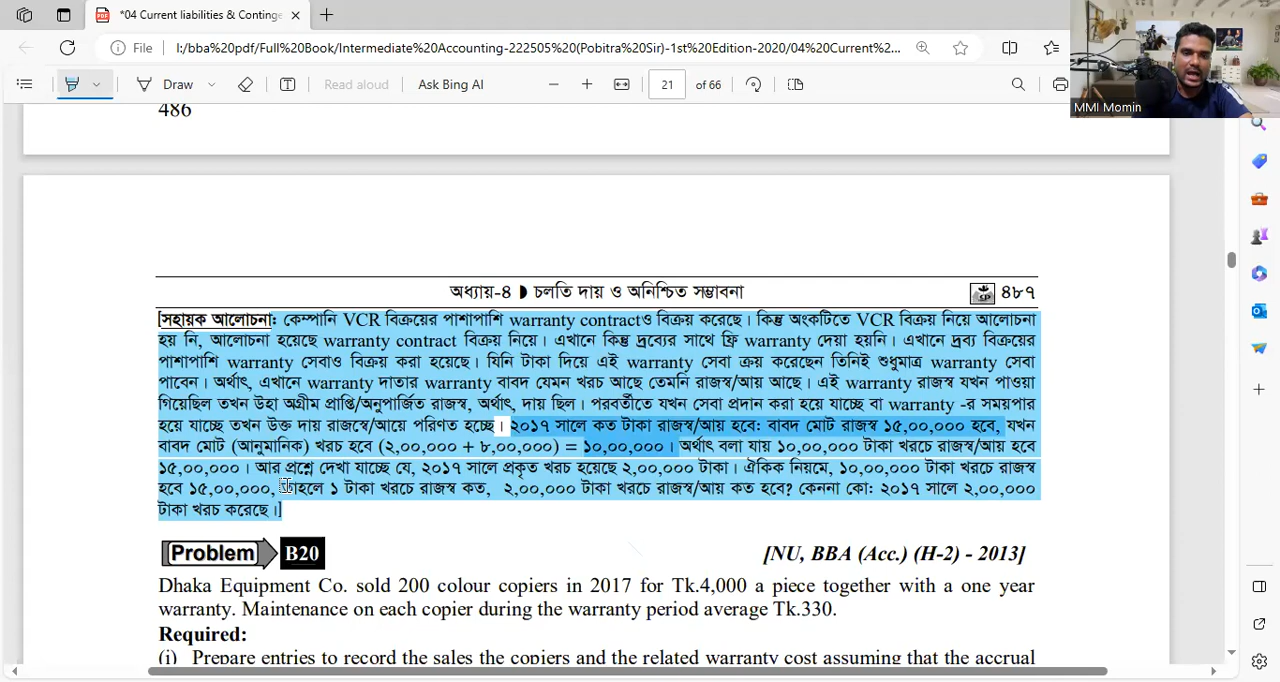 *04 Current liabilities & Continge
File
I:/bba%20pdf/Full%20Book/Intermediate%20Accounting-222505%20(Pobitra%20Sir)-1st%20Edition-2020/04%20Current%2...
Draw
Read aloud
Ask Bing AI
21
of 66
MMI Momin
486
অধ্যায়-৪ ◗ চলতি দায় ও অনিশ্চিত সম্ভাবনা ৪৮৭
[সহায়ক আলোচনা: কোম্পানি VCR বিক্রয়ের পাশাপাশি warranty contractও বিক্রয় করেছে। কিন্তু অংকটিতে VCR বিক্রয় নিয়ে আলোচনা
হয় নি, আলোচনা হয়েছে warranty contract বিক্রয় নিয়ে। এখানে কিন্তু দ্রব্যের সাথে ফ্রি warranty দেয়া হয়নি। এখানে দ্রব্য বিক্রয়ের
পাশাপাশি warranty সেবাও বিক্রয় করা হয়েছে। যিনি টাকা দিয়ে এই warranty সেবা ক্রয় করেছেন তিনিই শুধুমাত্র warranty সেবা
পাবেন। অর্থাৎ, এখানে warranty দাতার warranty বাবদ যেমন খরচ আছে তেমনি রাজস্ব/আয় আছে। এই warranty রাজস্ব যখন পাওয়া
গিয়েছিল তখন উহা অগ্রীম প্রাপ্তি/অনুপার্জিত রাজস্ব, অর্থাৎ, দায় ছিল। পরবর্তীতে যখন সেবা প্রদান করা হয়ে যাচ্ছে বা warranty -র সময়পার
হয়ে যাচ্ছে তখন উক্ত দায় রাজস্বে/আয়ে পরিণত হচ্ছে। ২০১৭ সালে কত টাকা রাজস্ব/আয় হবে: বাবদ মোট রাজস্ব ১৫,০০,০০০ হবে, যখন
বাবদ মোট (আনুমানিক) খরচ হবে (২,০০,০০০ + ৮,০০,০০০) = ১০,০০,০০০ । অর্থাৎ বলা যায় ১০,০০,০০০ টাকা খরচে রাজস্ব/আয় হবে
১৫,০০,০০০। আর প্রশ্নে দেখা যাচ্ছে যে, ২০১৭ সালে প্রকৃত খরচ হয়েছে ২,০০,০০০ টাকা। ঐকিক নিয়মে, ১০,০০,০০০ টাকা খরচে রাজস্ব
হবে ১৫,০০,০০০, তাহলে ১ টাকা খরচে রাজস্ব কত, ২,০০,০০০ টাকা খরচে রাজস্ব/আয় কত হবে? কেননা কো: ২০১৭ সালে ২,০০,০০০
টাকা খরচ করেছে।]
Problem B20 [NU, BBA (Acc.) (H-2) - 2013]
Dhaka Equipment Co. sold 200 colour copiers in 2017 for Tk.4,000 a piece together with a one year
warranty. Maintenance on each copier during the warranty period average Tk.330.
Required:
(i) Prepare entries to record the sales the copiers and the related warranty cost assuming that the accrual